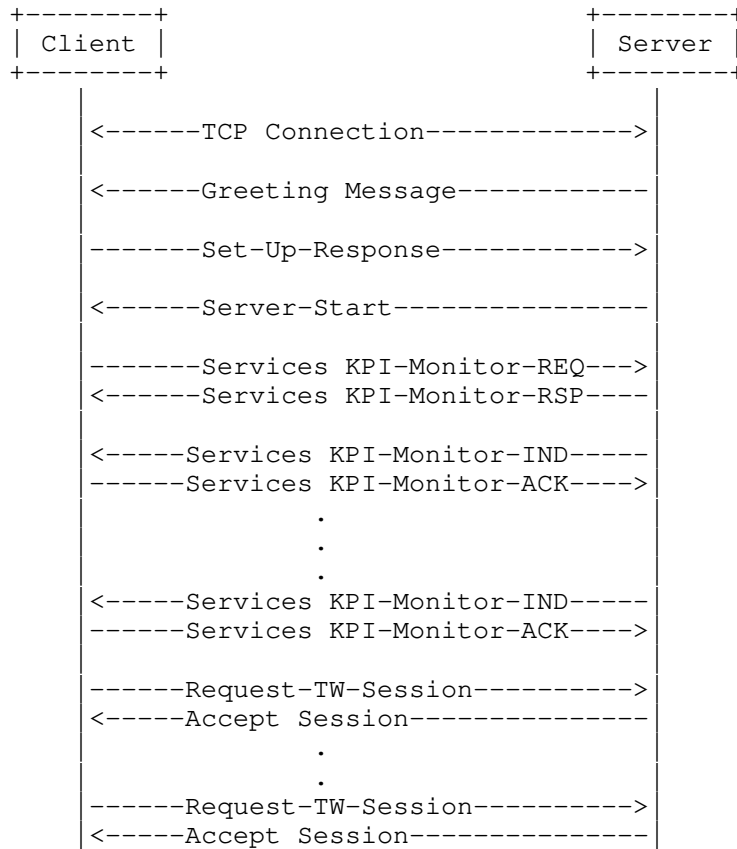 +--------+ +--------+
| Client | | Server |
+--------+ +--------+
| |
|<------TCP Connection------------->|
| |
|<------Greeting Message------------|
| |
|-------Set-Up-Response------------>|
| |
|<------Server-Start----------------|
| |
|-------Services KPI-Monitor-REQ--->|
|<------Services KPI-Monitor-RSP----|
| |
|<-----Services KPI-Monitor-IND-----|
|------Services KPI-Monitor-ACK---->|
| . |
| . |
| . |
|<-----Services KPI-Monitor-IND-----|
|------Services KPI-Monitor-ACK---->|
| |
|------Request-TW-Session---------->|
|<-----Accept Session---------------|
| . |
| . |
|------Request-TW-Session---------->|
|<-----Accept Session---------------|